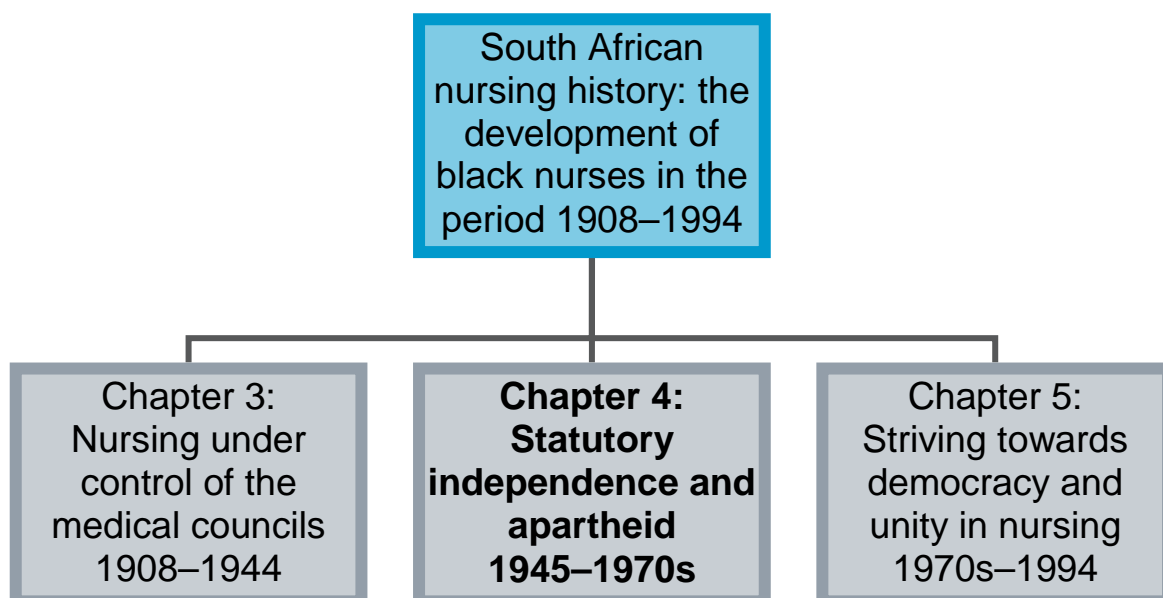 South African
nursing history: the
development of
black nurses in the
period 1908–1994
Chapter 3:
Nursing under
control of the
medical councils
1908–1944
Chapter 4:
Statutory
independence and
apartheid
1945–1970s
Chapter 5:
Striving towards
democracy and
unity in nursing
1970s–1994